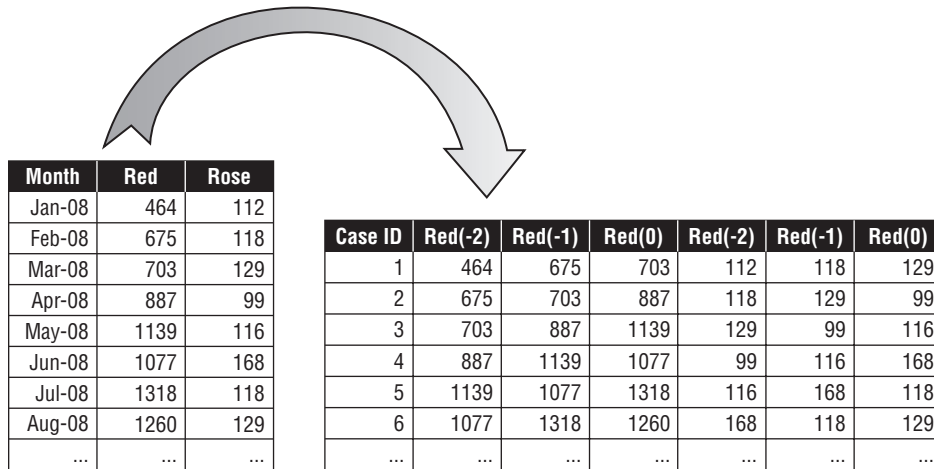 Month Red Rose
Jan-08 464 112
Feb-08 675 118
Mar-08 703 129
Apr-08 887 99
May-08 1139 116
Jun-08 1077 168
Jul-08 1318 118
Aug-08 1260 129
... ... ...
Case ID Red(-2) Red(-1) Red(0) Red(-2) Red(-1) Red(0)
1 464 675 703 112 118 129
2 675 703 887 118 129 99
3 703 887 1139 129 99 116
4 887 1139 1077 99 116 168
5 1139 1077 1318 116 168 118
6 1077 1318 1260 168 118 129
... ... ... ... ... ... ...